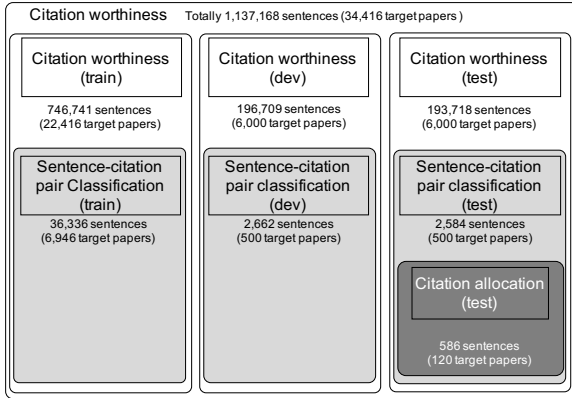 Citation worthiness Totally 1,137,168 sentences (34,416 target papers )
Citation worthiness
(train)
746,741 sentences
(22,416 target papers)
Sentence-citation
pair Classification
(train)
36,336 sentences
(6,946 target papers)
Citation worthiness
(dev)
196,709 sentences
(6,000 target papers)
Sentence-citation
pair classification
(dev)
2,662 sentences
(500 target papers)
Citation worthiness
(test)
193,718 sentences
(6,000 target papers)
Sentence-citation
pair classification
(test)
2,584 sentences
(500 target papers)
Citation allocation
(test)
586 sentences
(120 target papers)